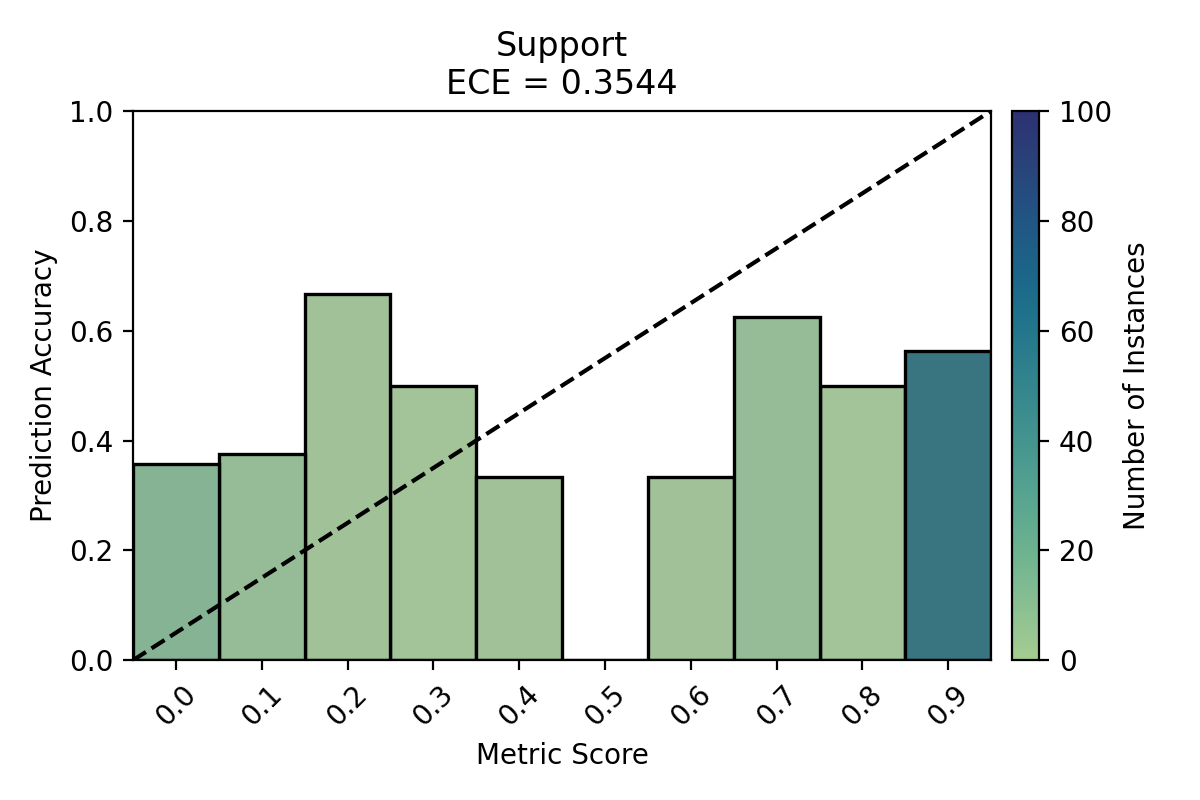 Support
ECE = 0.3544
1.0
0.8
0.6
0.4
0.2
0.0
Prediction Accuracy
0.0 0.1 0.2 0.3 0.4 0.5 0.6 0.7 0.8 0.9
Metric Score
100
80
60
40
20
0
Number of Instances